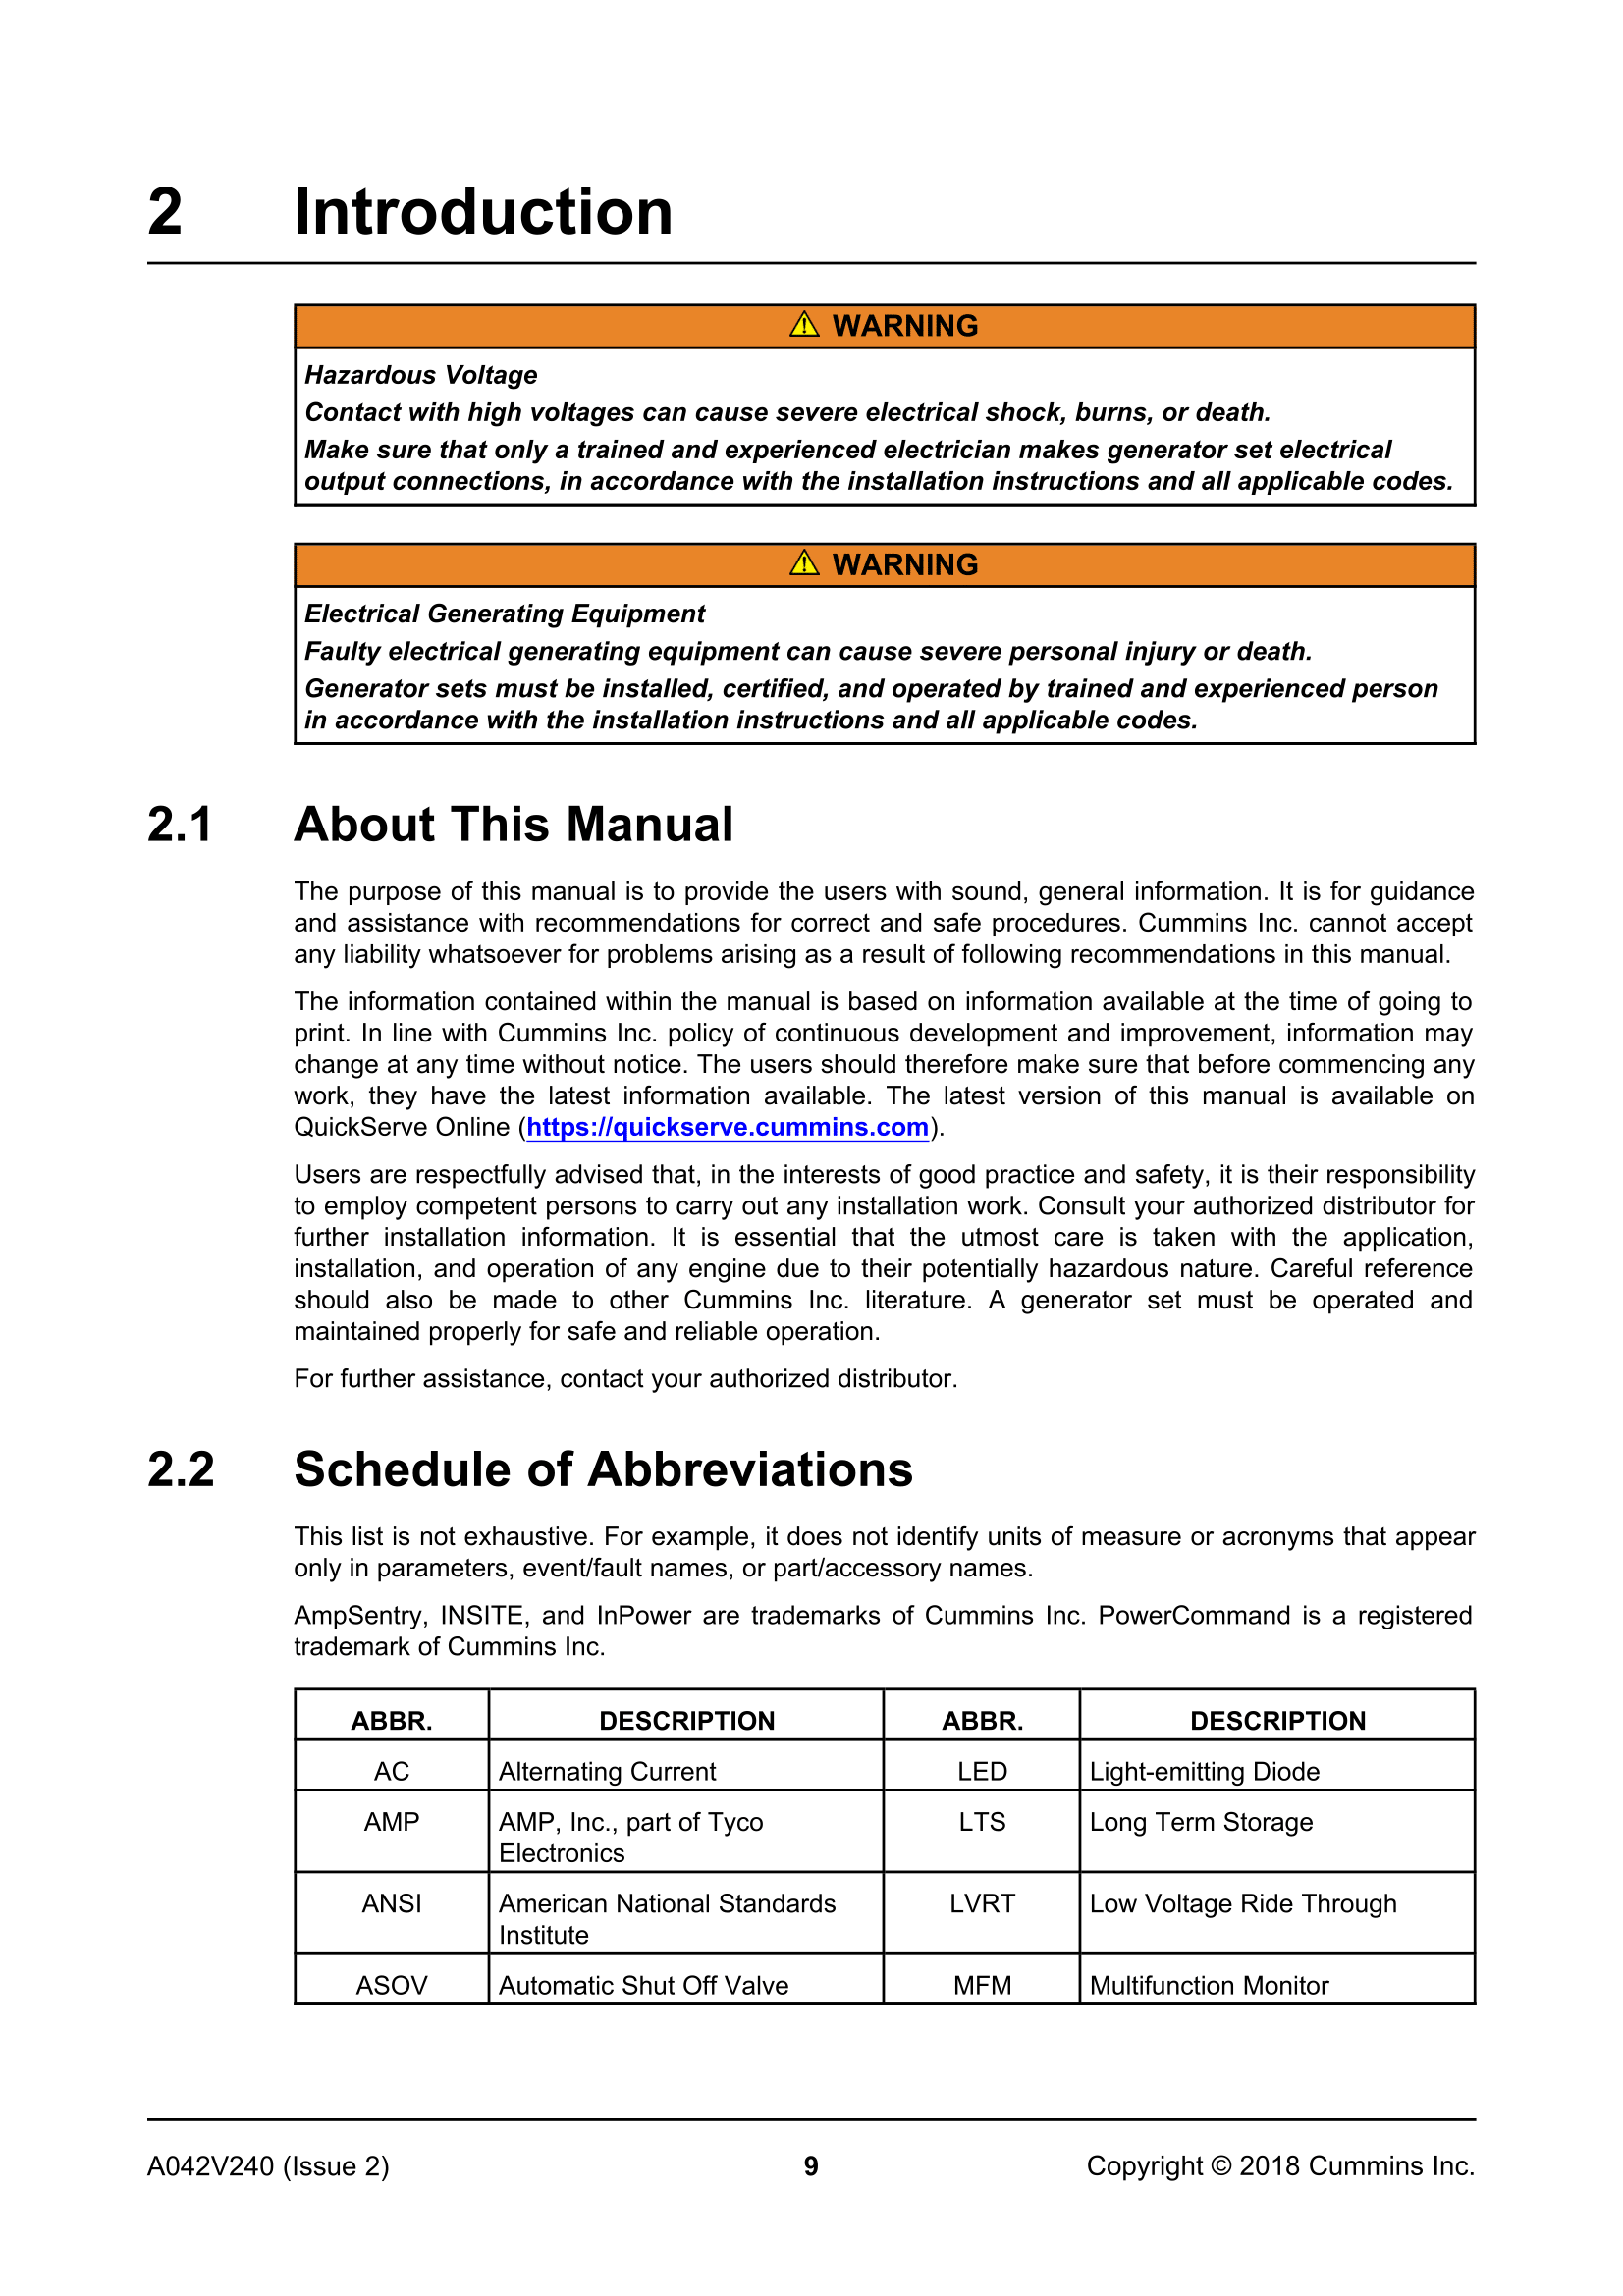 2 Introduction
WARNING
Hazardous Voltage
Contact with high voltages can cause severe electrical shock, burns, or death.
Make sure that only a trained and experienced electrician makes generator set electrical
output connections, in accordance with the installation instructions and all applicable codes.
WARNING
Electrical Generating Equipment
Faulty electrical generating equipment can cause severe personal injury or death.
Generator sets must be installed, certified, and operated by trained and experienced person
in accordance with the installation instructions and all applicable codes.
2.1 About This Manual
The purpose of this manual is to provide the users with sound, general information. It is for guidance
and assistance with recommendations for correct and safe procedures. Cummins Inc. cannot accept
any liability whatsoever for problems arising as a result of following recommendations in this manual.
The information contained within the manual is based on information available at the time of going to
print. In line with Cummins Inc. policy of continuous development and improvement, information may
change at any time without notice. The users should therefore make sure that before commencing any
work, they have the latest information available. The latest version of this manual is available on
QuickServe Online (https://quickserve.cummins.com).
Users are respectfully advised that, in the interests of good practice and safety, it is their responsibility
to employ competent persons to carry out any installation work. Consult your authorized distributor for
further installation information. It is essential that the utmost care is taken with the application,
installation, and operation of any engine due to their potentially hazardous nature. Careful reference
should also be made to other Cummins Inc. literature. A generator set must be operated and
maintained properly for safe and reliable operation.
For further assistance, contact your authorized distributor.
2.2 Schedule of Abbreviations
This list is not exhaustive. For example, it does not identify units of measure or acronyms that appear
only in parameters, event/fault names, or part/accessory names.
AmpSentry, INSITE, and InPower are trademarks of Cummins Inc. PowerCommand is a registered
trademark of Cummins Inc.
ABBR. DESCRIPTION ABBR. DESCRIPTION
AC Alternating Current LED Light-emitting Diode
AMP AMP, Inc., part of Tyco LTS Long Term Storage
Electronics
ANSI American National Standards LVRT Low Voltage Ride Through
Institute
ASOV Automatic Shut Off Valve MFM Multifunction Monitor
A042V240 (Issue 2) 9 Copyright © 2018 Cummins Inc.